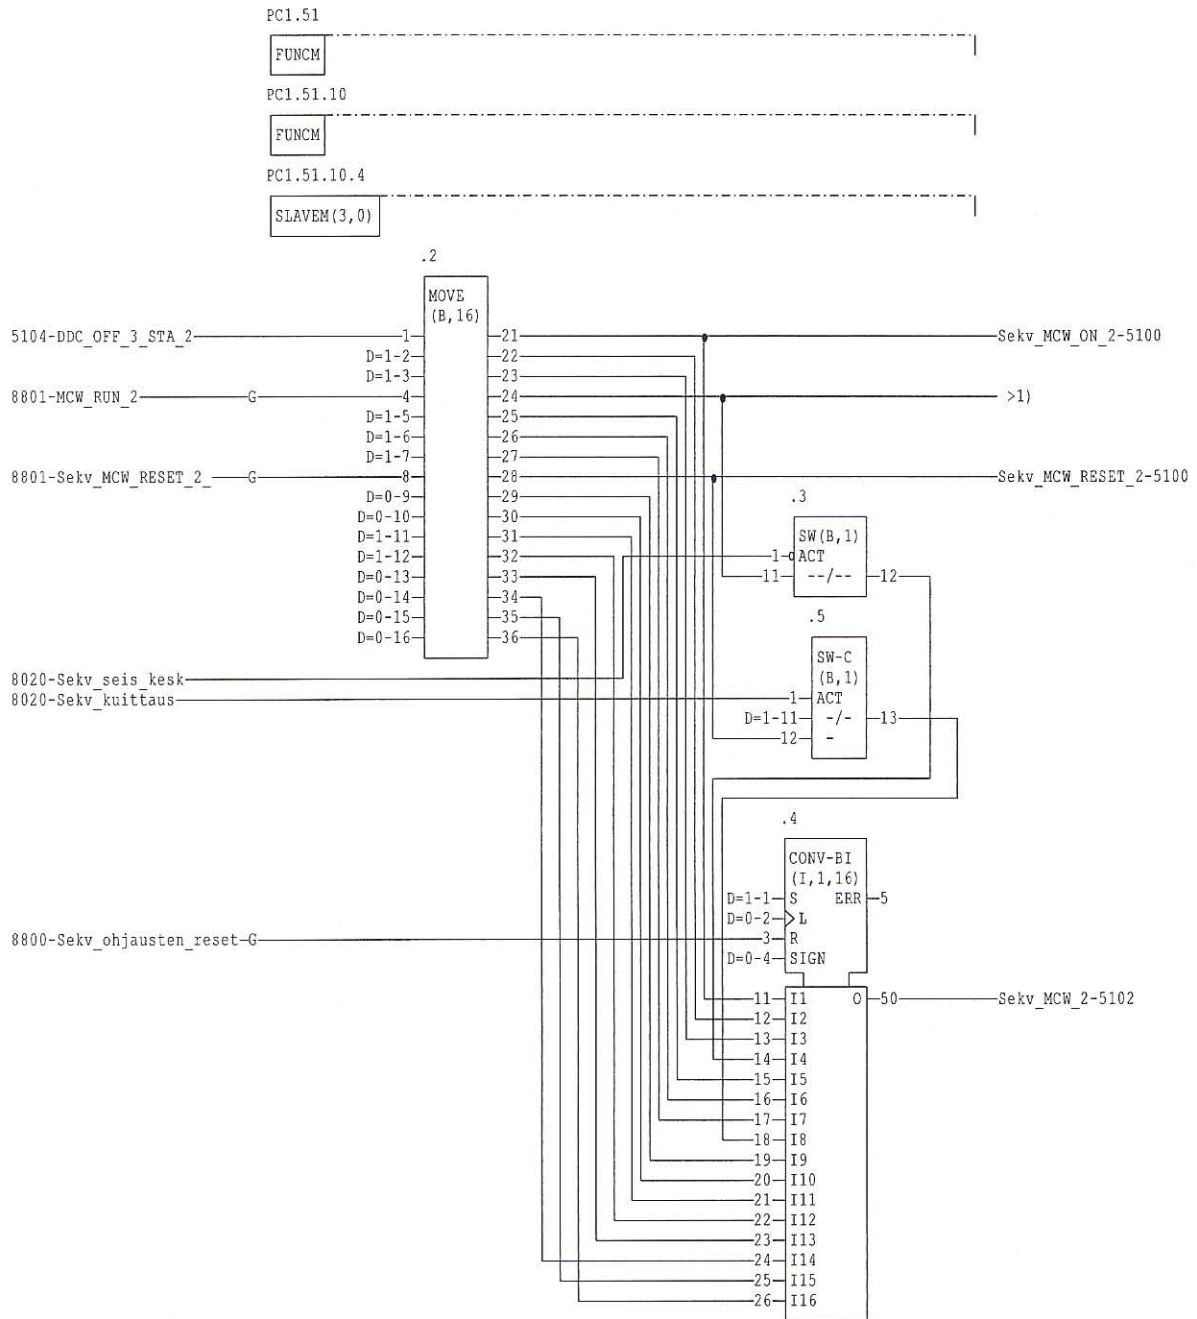 PC1.51
FUNCM
PC1.51.10
FUNCM
PC1.51.10.4
SLAVEM(3,0)
.2
MOVE
(B,16)
5104-DDC_OFF_3_STA_2 1 21 Sekv_MCW_ON_2-5100
D=1-2 22
D=1-3 23
8801-MCW_RUN_2 G 4 24 >1)
D=1-5 25
D=1-6 26
D=1-7 27
8801-Sekv_MCW_RESET_2_ G 8 28 Sekv_MCW_RESET_2-5100
D=0-9 29
.3
D=0-10 30
D=1-11 31 SW(B,1)
D=1-12 32 1 ACT
D=0-13 33 11 --/-- 12
D=0-14 34
D=0-15 35
.5
D=0-16 36
SW-C
(B,1)
8020-Sekv_seis_kesk
8020-Sekv_kuittaus 1 ACT
D=1-11 -/- 13
12 -
.4
CONV-BI
(I,1,16)
D=1-1 S ERR 5
D=0-2 L
8800-Sekv_ohjausten_reset-G 3 R
D=0-4 SIGN
11 I1 O 50 Sekv_MCW_2-5102
12 I2
13 I3
14 I4
15 I5
16 I6
17 I7
18 I8
19 I9
20 I10
21 I11
22 I12
23 I13
24 I14
25 I15
26 I16